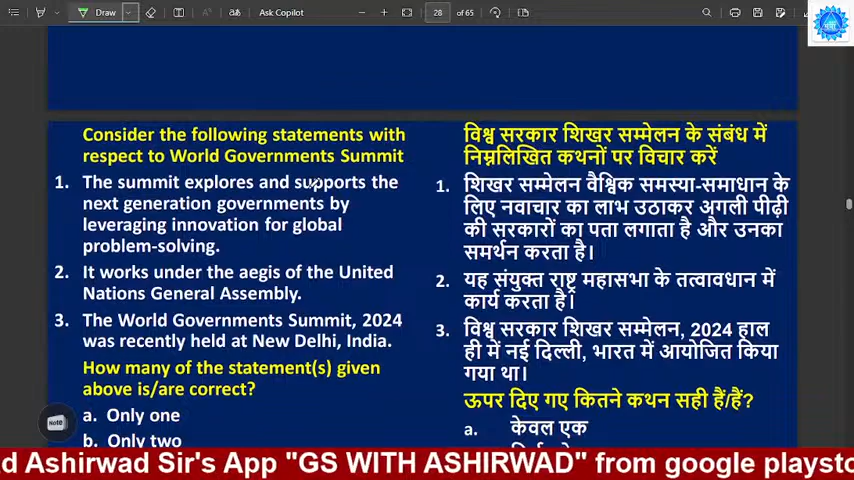 Draw
Ask Copilot
28 of 65
Consider the following statements with
respect to World Governments Summit
1. The summit explores and supports the
next generation governments by
leveraging innovation for global
problem-solving.
2. It works under the aegis of the United
Nations General Assembly.
3. The World Governments Summit, 2024
was recently held at New Delhi, India.
How many of the statement(s) given
above is/are correct?
a. Only one
b. Only two
विश्व सरकार शिखर सम्मेलन के संबंध में
निम्नलिखित कथनों पर विचार करें
1. शिखर सम्मेलन वैश्विक समस्या-समाधान के
लिए नवाचार का लाभ उठाकर अगली पीढ़ी
की सरकारों का पता लगाता है और उनका
समर्थन करता है।
2. यह संयुक्त राष्ट्र महासभा के तत्वावधान में
कार्य करता है।
3. विश्व सरकार शिखर सम्मेलन, 2024 हाल
ही में नई दिल्ली, भारत में आयोजित किया
गया था।
ऊपर दिए गए कितने कथन सही हैं/हैं?
a. केवल एक
Note
d Ashirwad Sir's App "GS WITH ASHIRWAD" from google playsto